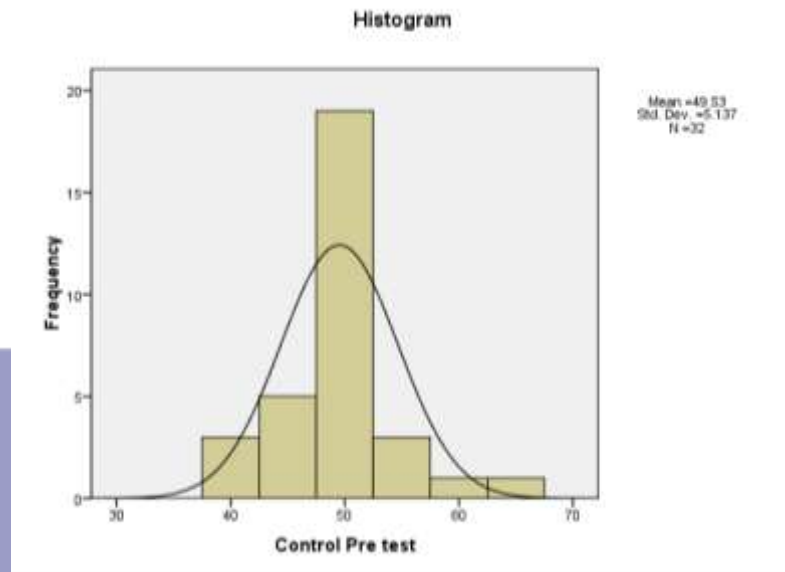 Histogram
Mean =49.53
Std. Dev. =5.137
N =32
Frequency
20
15
10
5
0
30
40
50
60
70
Control Pre test